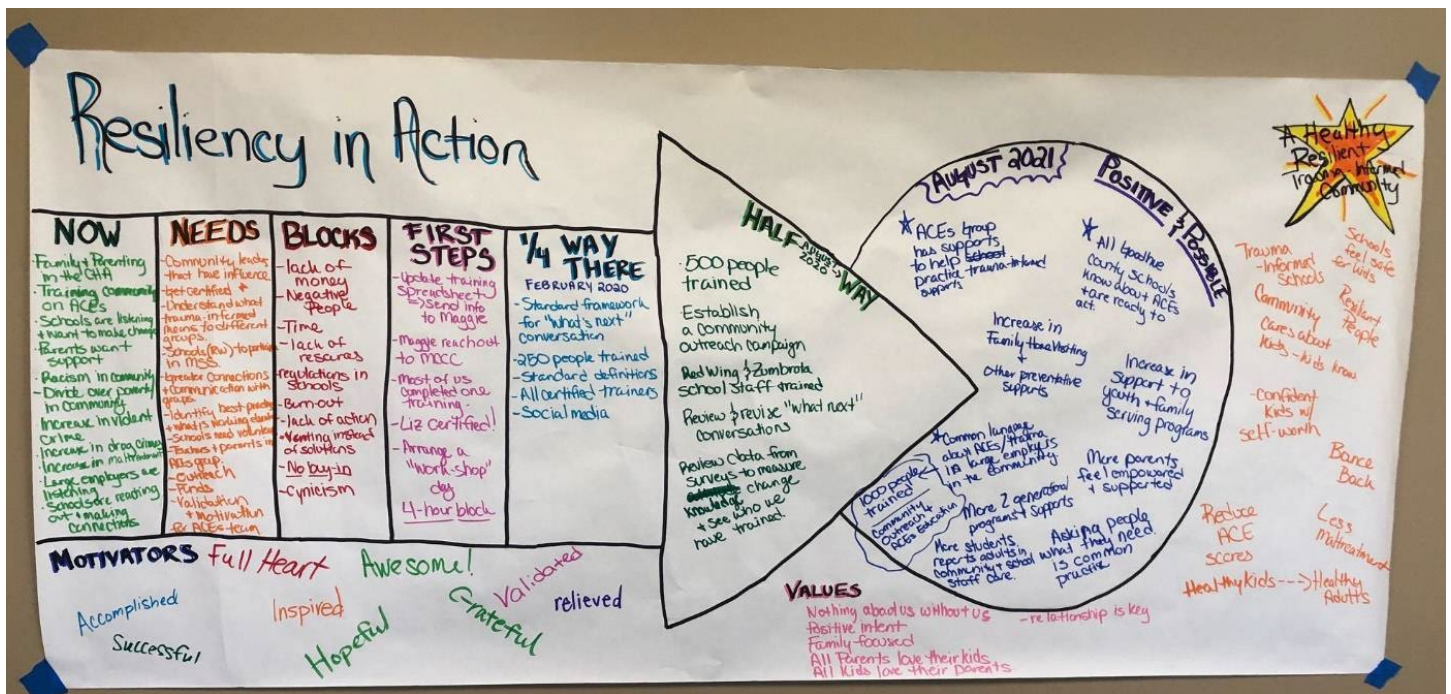 Resiliency in Action
NOW
·Family & Parenting
in the CHA
·Training community
on ACEs
·Schools are listening
+ want to make change
·Parents want
support
·Racism in community
·Divide over poverty
in community
Increase in violent
crime
·Increase in drug crimes
·Increase in maltreatment
·Large employers are
listening
·Schools are reaching
out + making
connections
NEEDS
-Community leaders
that have influence
-Get certified +
-Understand what
trauma-informed
means to different
groups.
-Schools (RW) to participate
in MSS.
-Greater connections
+ communication with
groups
-Identify best practice
+ what is working
-Schools need
parents in
ACEs group.
-Outreach
-Funds
-Validation
+ motivation
for ACEs team
BLOCKS
-lack of
money
-Negative
People
-Time
-lack of
resources
regulations in
schools
-Burn-out
-lack of action
·Venting instead
of solutions
-No buy-in
-Cynicism
FIRST
STEPS
-Update training
spreadsheet
Send info
to Maggie
-Maggie reach out
to MCCC
-Most of us
completed one
training.
-Liz certified!
-Arrange a
"work-shop"
day
4-hour block
1/4 WAY
THERE
FEBRUARY 2020
-Standard framework
for "what's next"
conversation
-250 people trained
-Standard definitions
-All certified trainers
-Social media
HALF WAY
AUGUST
2020
·500 people
trained
·Establish
a community
outreach campaign
Red Wing & Zumbrota
school staff trained
Review & revise "what next"
conversations
Review data from
surveys to measure
knowledge change
+ see who we
have trained.
AUGUST 2021
POSITIVE & POSSIBLE
ACEs Group
has supports
to help school
practice trauma-informed
supports
All Goodhue
county schools
know about ACEs
+ are ready to
act.
Increase in
Family Home Visiting
+
other preventative
supports
Increase in
support to
youth + family
serving programs
Common language
about ACEs/trauma
in large employers
in the community
1000 people
trained
community
Outreach +
ACEs Education
More parents
feel empowered
+ supported
More 2 generational
programs + supports
More students
reports adults in
community + school
staff care.
Asking people
what they need
is common
practice
A Healthy
Resilient
Trauma-Informed
Community
Trauma
-Informed
Schools
Schools
feel safe
for kids
Community
Cares about
kids - kids know
Resilient
People
-Confident
kids w/
self-worth
Bounce
Back
Reduce
ACE
scores
Less
maltreatment
Healthy Kids ---> Healthy
Adults
MOTIVATORS
Full Heart
Awesome!
Validated
Accomplished
Inspired
Grateful
relieved
Successful
Hopeful
VALUES
Nothing about us without us
-relationship is key
Positive intent
Family-focused
All Parents love their kids
All Kids love their parents